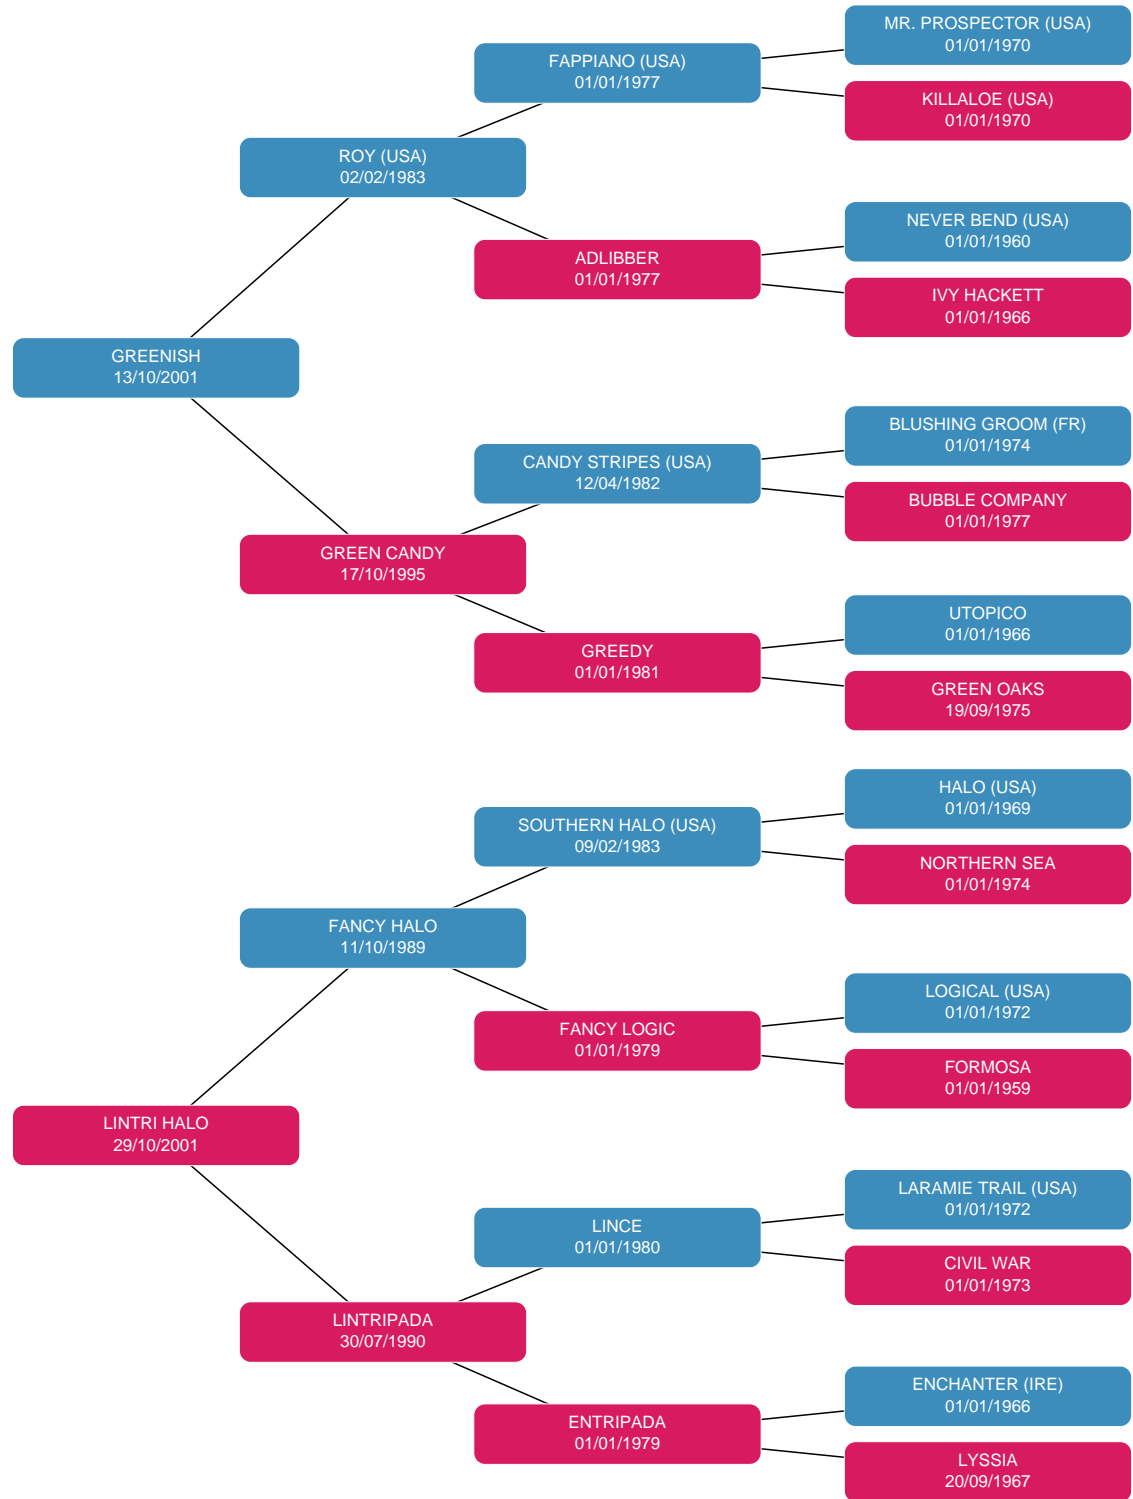 MR. PROSPECTOR (USA)
01/01/1970
FAPPIANO (USA)
01/01/1977
KILLALOE (USA)
01/01/1970
ROY (USA)
02/02/1983
NEVER BEND (USA)
01/01/1960
ADLIBBER
01/01/1977
IVY HACKETT
01/01/1966
GREENISH
13/10/2001
BLUSHING GROOM (FR)
01/01/1974
CANDY STRIPES (USA)
12/04/1982
BUBBLE COMPANY
01/01/1977
GREEN CANDY
17/10/1995
UTOPICO
01/01/1966
GREEDY
01/01/1981
GREEN OAKS
19/09/1975
HALO (USA)
01/01/1969
SOUTHERN HALO (USA)
09/02/1983
NORTHERN SEA
01/01/1974
FANCY HALO
11/10/1989
LOGICAL (USA)
01/01/1972
FANCY LOGIC
01/01/1979
FORMOSA
01/01/1959
LINTRI HALO
29/10/2001
LARAMIE TRAIL (USA)
01/01/1972
LINCE
01/01/1980
CIVIL WAR
01/01/1973
LINTRIPADA
30/07/1990
ENCHANTER (IRE)
01/01/1966
ENTRIPADA
01/01/1979
LYSSIA
20/09/1967